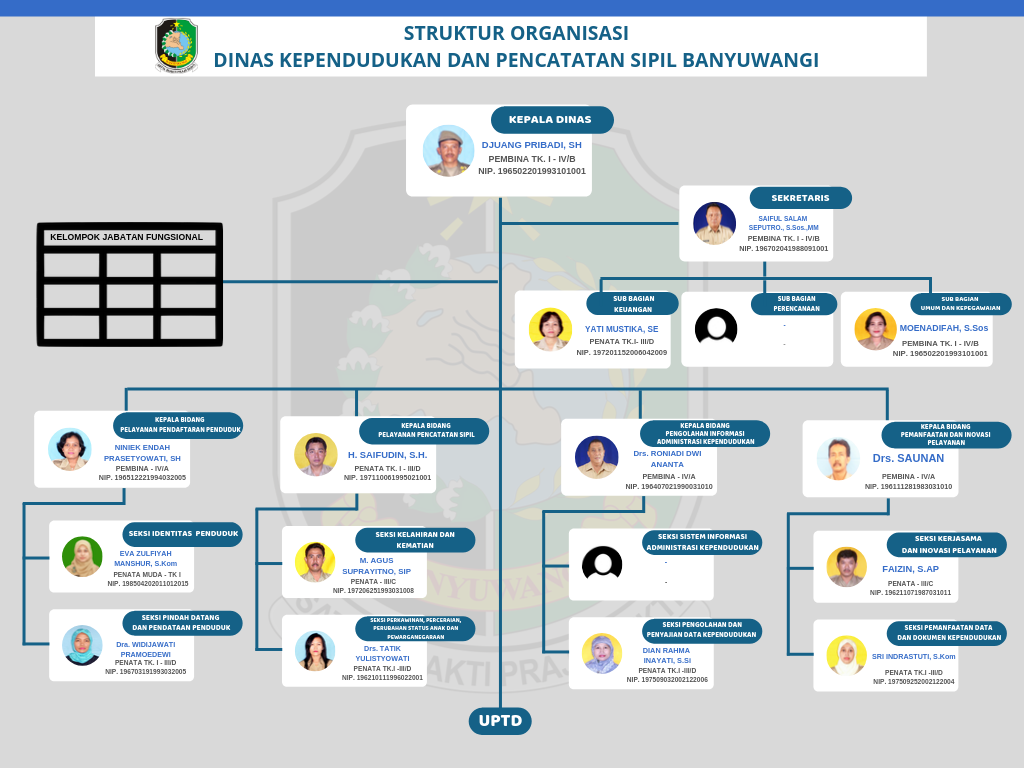 STRUKTUR ORGANISASI
DINAS KEPENDUDUKAN DAN PENCATATAN SIPIL BANYUWANGI
KEPALA DINAS
DJUANG PRIBADI, SH
PEMBINA TK. I - IV/B
NIP. 196502201993101001
SEKRETARIS
SAIFUL SALAM
SEPUTRO., S.Sos.,MM
PEMBINA TK. I - IV/B
NIP. 196702041988091001
KELOMPOK JABATAN FUNGSIONAL
SUB BAGIAN
KEUANGAN
YATI MUSTIKA, SE
PENATA TK.I- III/D
NIP. 197201152006042009
SUB BAGIAN
PERENCANAAN
-
-
SUB BAGIAN
UMUM DAN KEPEGAWAIAN
MOENADIFAH, S.Sos
PEMBINA TK. I - IV/B
NIP. 196502201993101001
KEPALA BIDANG
PELAYANAN PENDAFTARAN PENDUDUK
NINIEK ENDAH
PRASETYOWATI, SH
PEMBINA - IV/A
NIP. 196512221994032005
KEPALA BIDANG
PELAYANAN PENCATATAN SIPIL
H. SAIFUDIN, S.H.
PENATA TK. I - III/D
NIP. 197110061995021001
KEPALA BIDANG
PENGOLAHAN INFORMASI
ADMINISTRASI KEPENDUDUKAN
Drs. RONIADI DWI
ANANTA
PEMBINA - IV/A
NIP. 196407021990031010
KEPALA BIDANG
PEMANFAATAN DAN INOVASI
PELAYANAN
Drs. SAUNAN
PEMBINA - IV/A
NIP. 196111281983031010
SEKSI IDENTITAS PENDUDUK
EVA ZULFIYAH
MANSHUR, S.Kom
PENATA MUDA - TK I
NIP. 198504202011012015
SEKSI KELAHIRAN DAN
KEMATIAN
M. AGUS
SUPRAYITNO, SIP
PENATA - III/C
NIP. 197206251993031008
SEKSI SISTEM INFORMASI
ADMINISTRASI KEPENDUDUKAN
-
-
SEKSI KERJASAMA
DAN INOVASI PELAYANAN
FAIZIN, S.AP
PENATA - III/C
NIP. 196211071987031011
SEKSI PINDAH DATANG
DAN PENDATAAN PENDUDUK
Dra. WIDIJAWATI
PRAMOEDEWI
PENATA TK. I - III/D
NIP. 196703191993032005
SEKSI PERKAWINAN, PERCERAIAN,
PERUBAHAN STATUS ANAK DAN
PEWARGANEGARAAN
Drs. TATIK
YULISTYOWATI
PENATA TK.I -III/D
NIP. 196210111996022001
SEKSI PENGOLAHAN DAN
PENYAJIAN DATA KEPENDUDUKAN
DIAN RAHMA
INAYATI, S.SI
PENATA TK.I -III/D
NIP. 197509032002122006
SEKSI PEMANFAATAN DATA
DAN DOKUMEN KEPENDUDUKAN
SRI INDRASTUTI, S.Kom
PENATA TK.I -III/D
NIP. 197509252002122004
UPTD